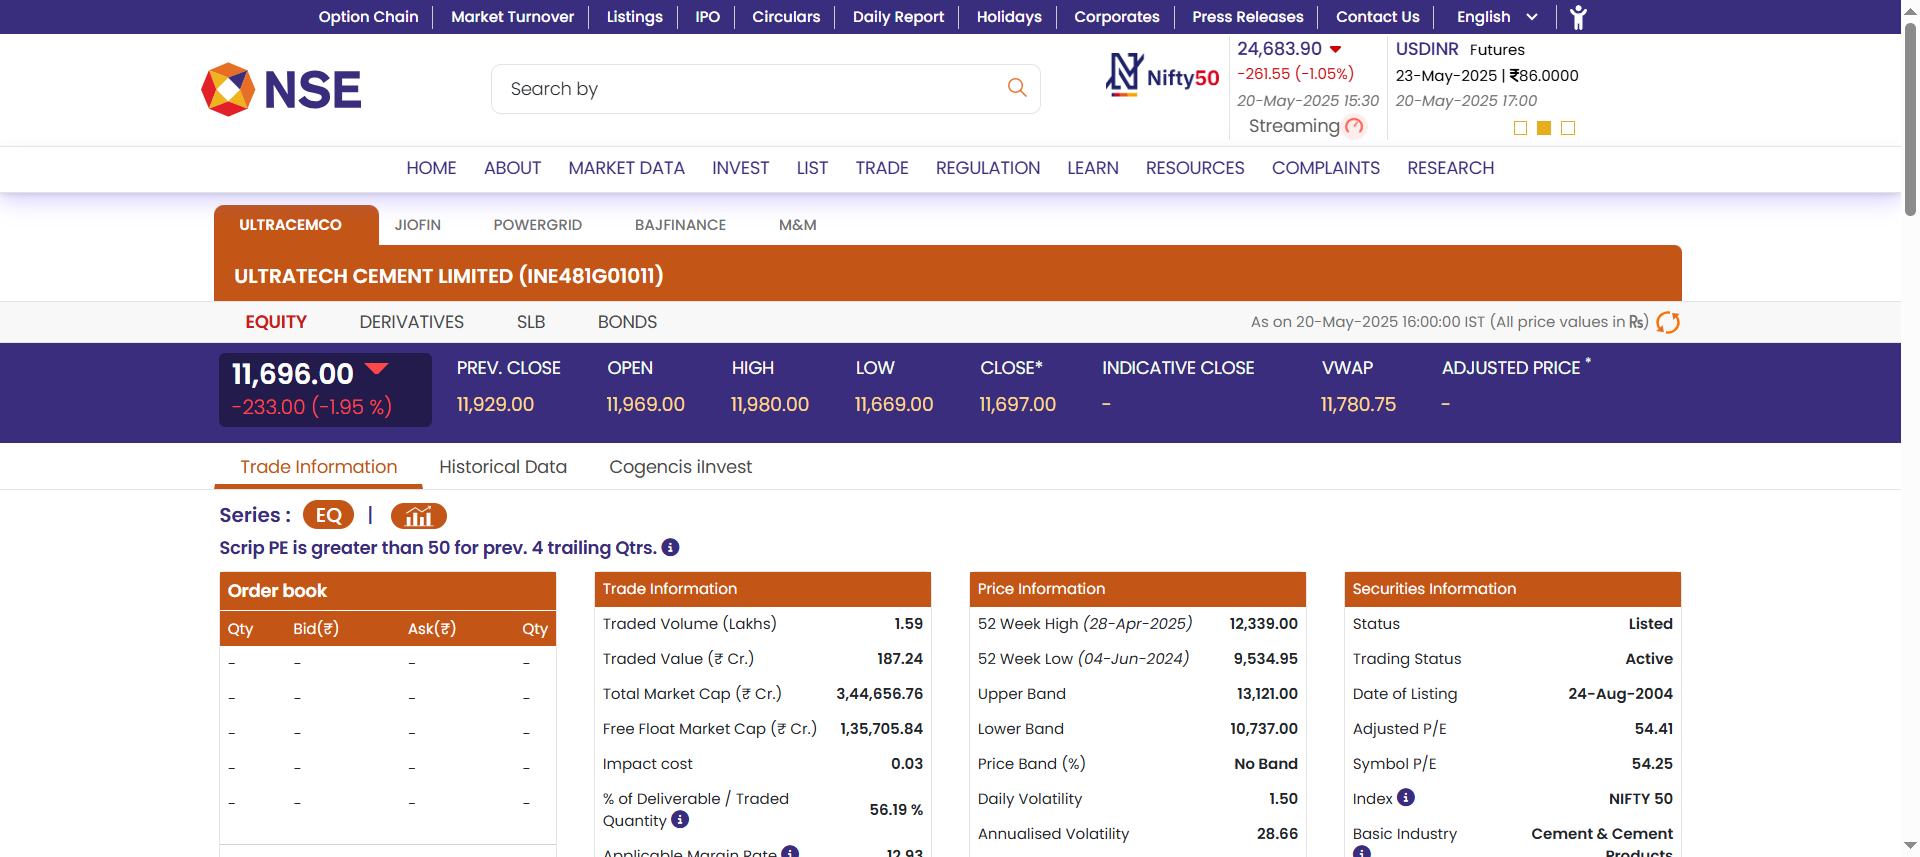 Option Chain Market Turnover Listings IPO Circulars Daily Report Holidays Corporates Press Releases Contact Us English
NSE
Search by
Nifty50
24,683.90
-261.55 (-1.05%)
20-May-2025 15:30
Streaming
USDINR Futures
23-May-2025 | ₹86.0000
20-May-2025 17:00
HOME ABOUT MARKET DATA INVEST LIST TRADE REGULATION LEARN RESOURCES COMPLAINTS RESEARCH
ULTRACEMCO JIOFIN POWERGRID BAJFINANCE M&M
ULTRATECH CEMENT LIMITED (INE481G01011)
EQUITY DERIVATIVES SLB BONDS As on 20-May-2025 16:00:00 IST (All price values in ₨)
11,696.00
-233.00 (-1.95 %)
PREV. CLOSE OPEN HIGH LOW CLOSE* INDICATIVE CLOSE VWAP ADJUSTED PRICE *
11,929.00 11,969.00 11,980.00 11,669.00 11,697.00 - 11,780.75 -
Trade Information Historical Data Cogencis iInvest
Series : EQ |
Scrip PE is greater than 50 for prev. 4 trailing Qtrs.
Order book
Qty Bid(₹) Ask(₹) Qty
- - - -
- - - -
- - - -
- - - -
- - - -
Trade Information
Traded Volume (Lakhs) 1.59
Traded Value (₹ Cr.) 187.24
Total Market Cap (₹ Cr.) 3,44,656.76
Free Float Market Cap (₹ Cr.) 1,35,705.84
Impact cost 0.03
% of Deliverable / Traded
Quantity 56.19 %
Applicable Margin Rate 12.93
Price Information
52 Week High (28-Apr-2025) 12,339.00
52 Week Low (04-Jun-2024) 9,534.95
Upper Band 13,121.00
Lower Band 10,737.00
Price Band (%) No Band
Daily Volatility 1.50
Annualised Volatility 28.66
Securities Information
Status Listed
Trading Status Active
Date of Listing 24-Aug-2004
Adjusted P/E 54.41
Symbol P/E 54.25
Index NIFTY 50
Basic Industry Cement & Cement
Products